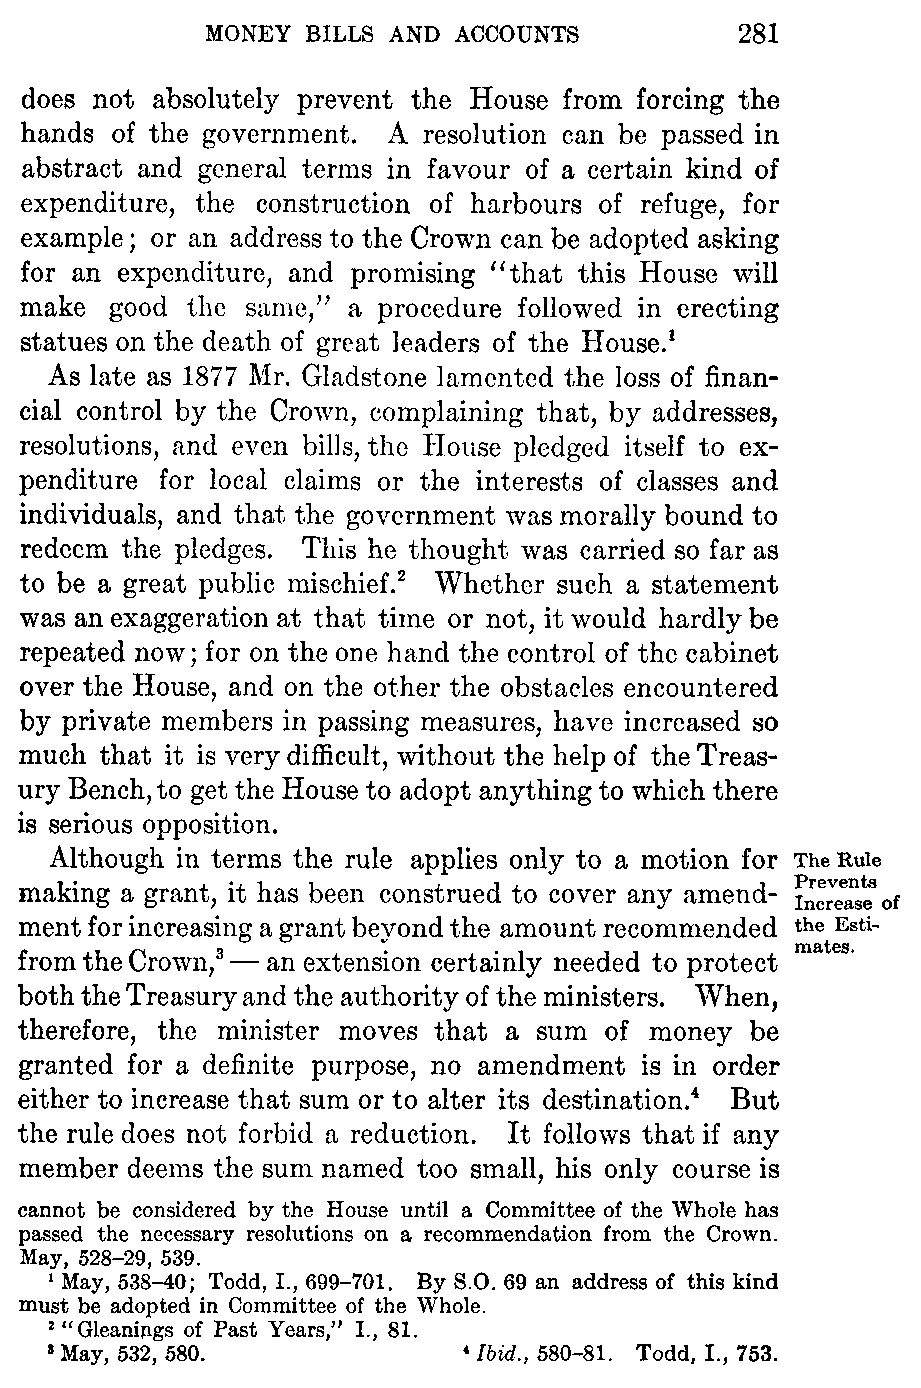 MONEY BILLS AND ACCOUNTS 281
does not absolutely prevent the House from forcing the
hands of the government. A resolution can be passed in
abstract and general terms in favour of a certain kind of
expenditure, the construction of harbours of refuge, for
example; or an address to the Crown can be adopted asking
for an expenditure, and promising "that this House will
make good the same," a procedure followed in erecting
statues on the death of great leaders of the House.¹
As late as 1877 Mr. Gladstone lamented the loss of finan-
cial control by the Crown, complaining that, by addresses,
resolutions, and even bills, the House pledged itself to ex-
penditure for local claims or the interests of classes and
individuals, and that the government was morally bound to
redeem the pledges. This he thought was carried so far as
to be a great public mischief.² Whether such a statement
was an exaggeration at that time or not, it would hardly be
repeated now; for on the one hand the control of the cabinet
over the House, and on the other the obstacles encountered
by private members in passing measures, have increased so
much that it is very difficult, without the help of the Treas-
ury Bench, to get the House to adopt anything to which there
is serious opposition.
Although in terms the rule applies only to a motion for
making a grant, it has been construed to cover any amend-
ment for increasing a grant beyond the amount recommended
from the Crown,³ — an extension certainly needed to protect
both the Treasury and the authority of the ministers. When,
therefore, the minister moves that a sum of money be
granted for a definite purpose, no amendment is in order
either to increase that sum or to alter its destination.⁴ But
the rule does not forbid a reduction. It follows that if any
member deems the sum named too small, his only course is
The Rule
Prevents
Increase of
the Esti-
mates.
cannot be considered by the House until a Committee of the Whole has
passed the necessary resolutions on a recommendation from the Crown.
May, 528–29, 539.
¹ May, 538–40; Todd, I., 699–701. By S.O. 69 an address of this kind
must be adopted in Committee of the Whole.
² "Gleanings of Past Years," I., 81.
³ May, 532, 580. ⁴ Ibid., 580–81. Todd, I., 753.